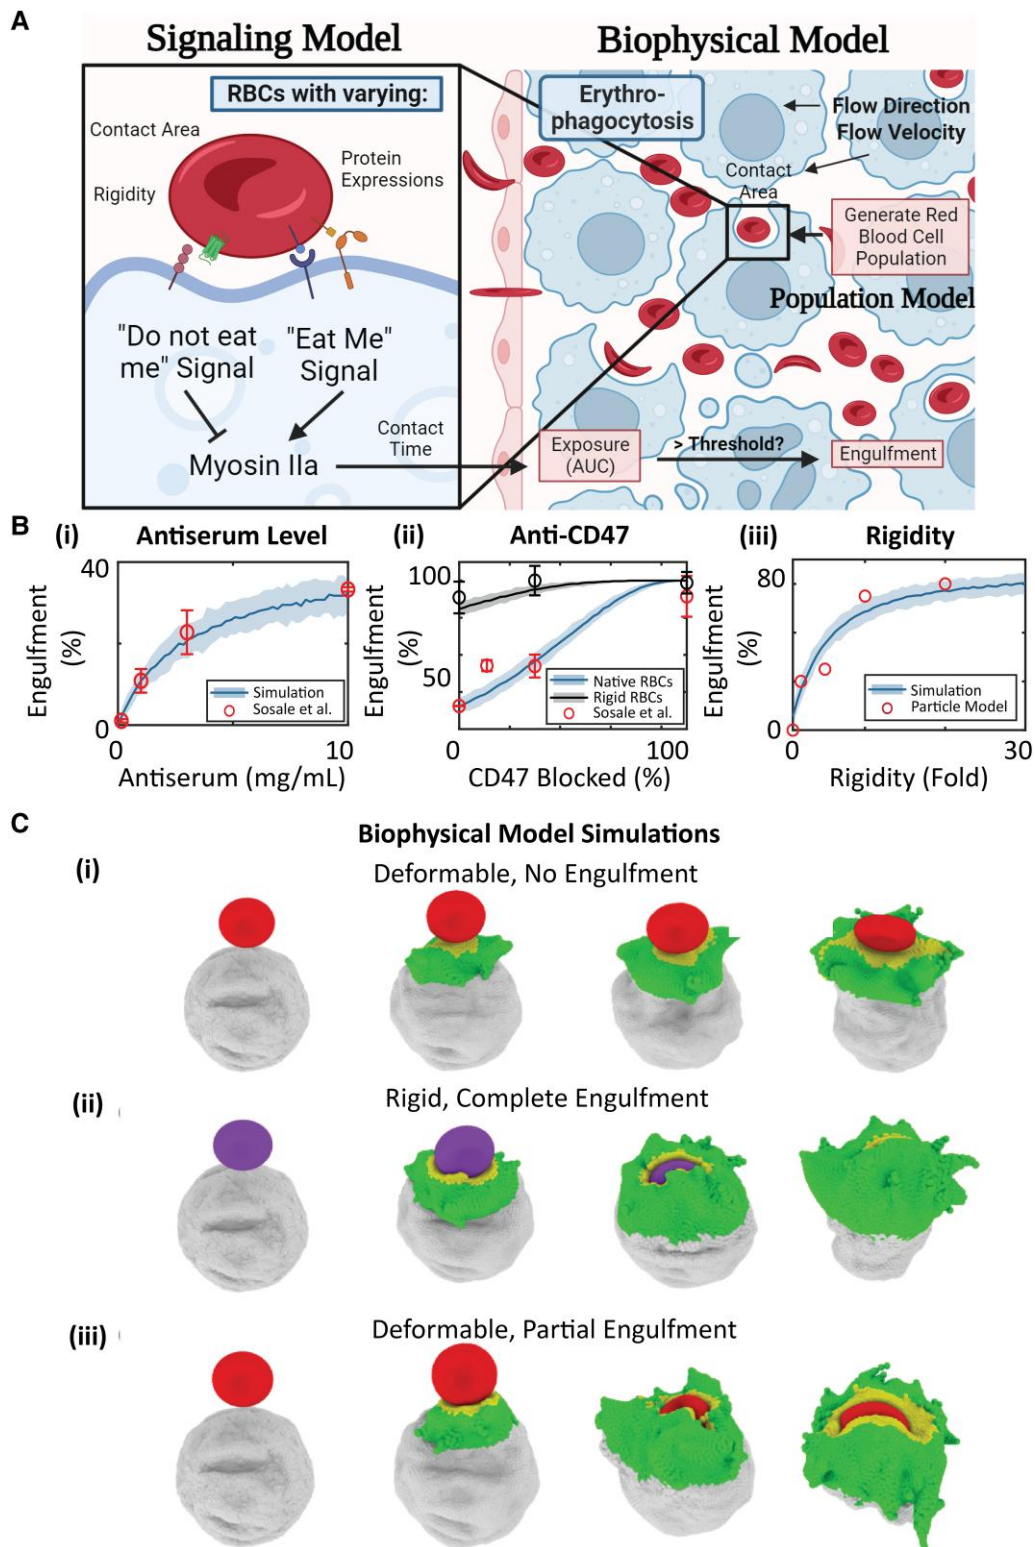 A
Signaling Model
Biophysical Model
RBCs with varying:
Contact Area
Rigidity
Protein
Expressions
"Do not eat
me" Signal
"Eat Me"
Signal
Myosin IIa
Contact
Time
Erythro-
phagocytosis
Flow Direction
Flow Velocity
Contact
Area
Generate Red
Blood Cell
Population
Population Model
Exposure
(AUC)
> Threshold?
Engulfment
B
(i)
Antiserum Level
40
Engulfment
(%)
0
Simulation
Sosale et al.
0
10
Antiserum (mg/mL)
(ii)
Anti-CD47
100
Engulfment
(%)
50
Native RBCs
Rigid RBCs
Sosale et al.
0
100
CD47 Blocked (%)
(iii)
Rigidity
80
Engulfment
(%)
0
Simulation
Particle Model
0
30
Rigidity (Fold)
C
Biophysical Model Simulations
(i)
Deformable, No Engulfment
(ii)
Rigid, Complete Engulfment
(iii)
Deformable, Partial Engulfment